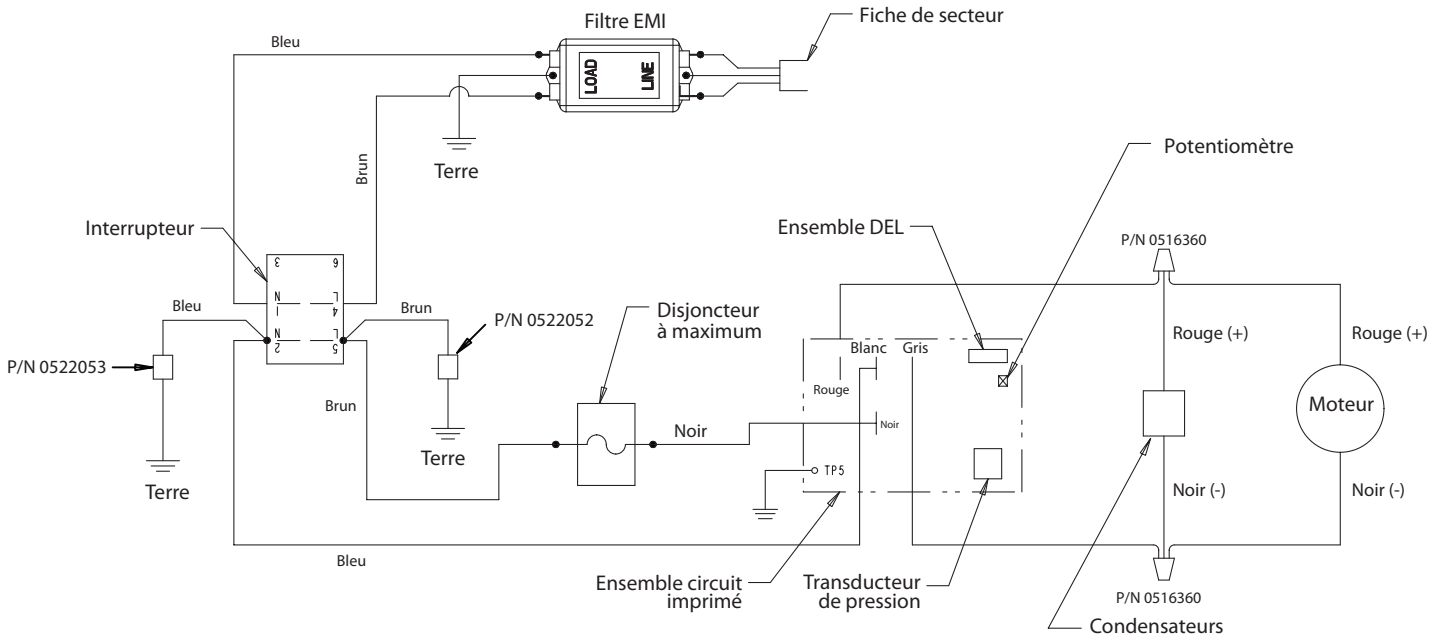 Filtre EMI
Fiche de secteur
Bleu
LOAD
LINE
Terre
Brun
Potentiomètre
Interrupteur
Ensemble DEL
P/N 0516360
3
6
N
L
1
4
Bleu
Brun
P/N 0522052
Disjoncteur
à maximum
N
L
2
5
Rouge (+)
Rouge (+)
Blanc
Gris
P/N 0522053
Rouge
Brun
Moteur
Noir
Noir
Terre
Terre
TP5
Noir (-)
Noir (-)
Bleu
Ensemble circuit
imprimé
Transducteur
de pression
P/N 0516360
Condensateurs